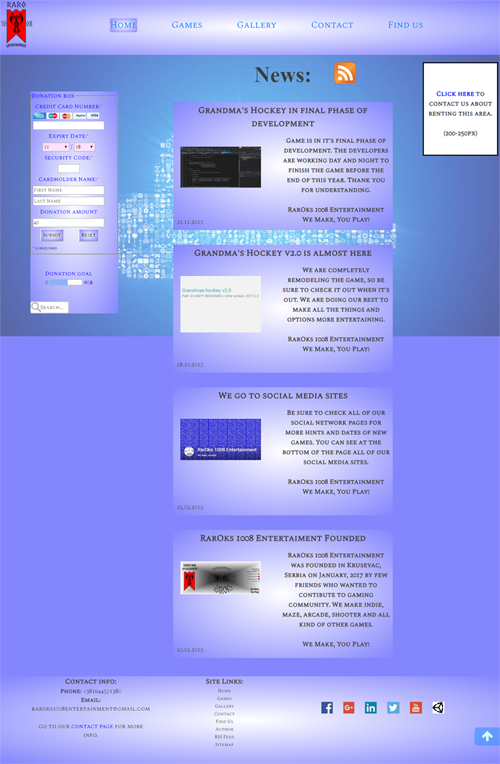 RARO
10 08
ENTERTAINMENT
Home
Games
Gallery
Contact
Find us
News:
Click here to
contact us about
renting this area.
(200-250px)
Donation box
Credit Card Number:*
Expiry Date:*
11 / 18
Security Code:*
Cardholder Name:*
First Name
Last Name
Donation amount
40
Submit Reset
* is required
Donation goal
0 90$
Search...
Grandma's Hockey in final phase of
development
Game is in it's final phase of
development. The developers
are working day and night to
finish the game before the
end of this year. Thank you
for understanding.
RarOks 1008 Entertainment
We Make, You Play!
21.11.2017.
Grandma's Hockey v2.0 is almost here
Grandmas hockey v2.0
We are completely
remodeling the game, so be
sure to check it out when it's
out. We are doing our best to
make all the things and
options more entertaining.
RarOks 1008 Entertainment
We Make, You Play!
18.10.2017.
We go to social media sites
RarOks 1008 Entertainment
Be sure to check all of our
social network pages for
more hints and dates of new
games. You can see at the
bottom of the page all of our
social media sites.
RarOks 1008 Entertainment
We Make, You Play!
15.02.2017.
RarOks 1008 Entertaiment Founded
RarOks 1008 Entertainment
was founded in Krusevac,
Serbia on January, 2017 by few
friends who wanted to
contibute to gaming
community. We make indie,
maze, arcade, shooter and all
kind of other games.
We Make, You Play!
10.01.2017.
Contact info:
Phone: +381644571380
Email:
raroks1008entertainment@gmail.com
Go to our contact page for more
info.
Site Links:
Home
Games
Gallery
Contact
Find Us
Author
RSS Feed
Sitemap